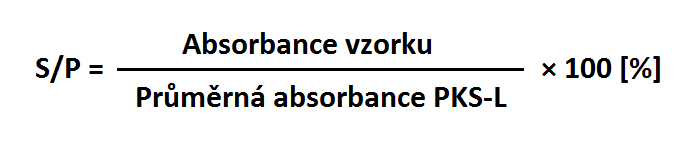 Absorbance vzorku
S/P = × 100 [%]
Průměrná absorbance PKS-L